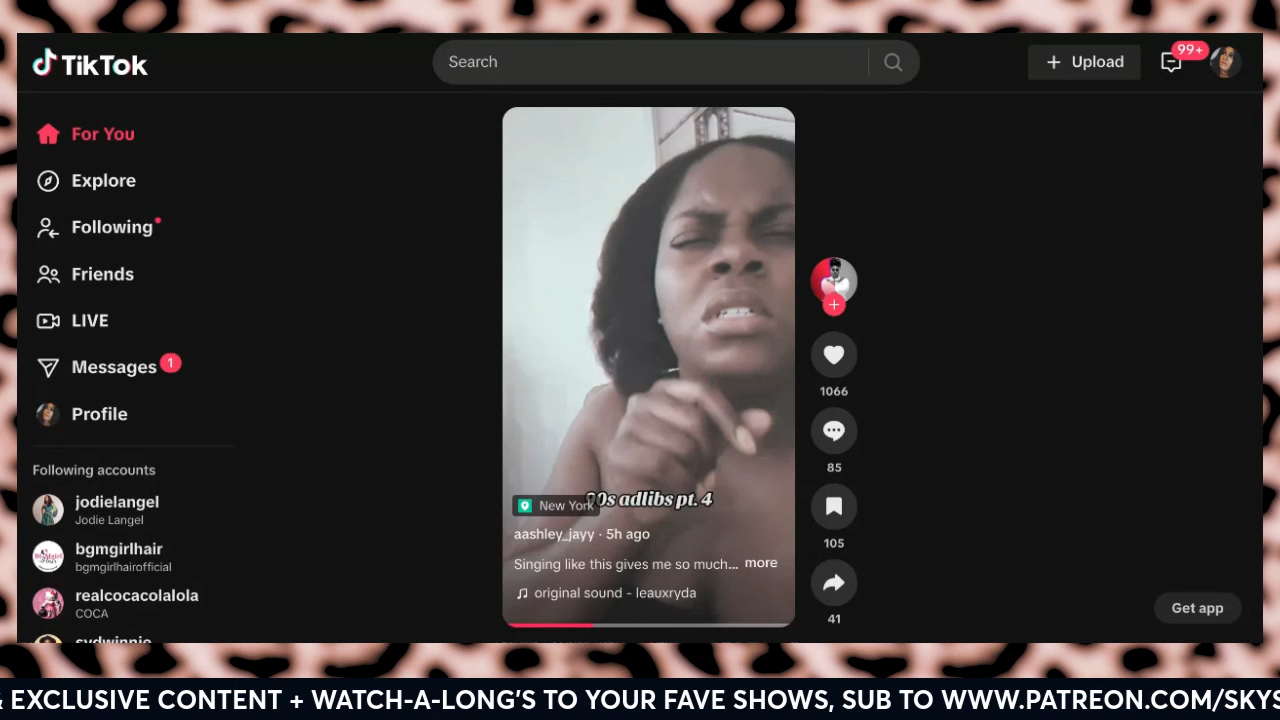 TikTok
Search
Upload
99+
For You
Explore
Following
Friends
LIVE
Messages 1
Profile
Following accounts
jodielangel
Jodie Langel
bgmgirlhair
bgmgirlhairofficial
realcocacolalola
COCA
90s adlibs pt. 4
New York
aashley_jayy · 5h ago
Singing like this gives me so much... more
original sound - leauxryda
1066
85
105
41
Get app
EXCLUSIVE CONTENT + WATCH-A-LONG'S TO YOUR FAVE SHOWS, SUB TO WWW.PATREON.COM/SKYS